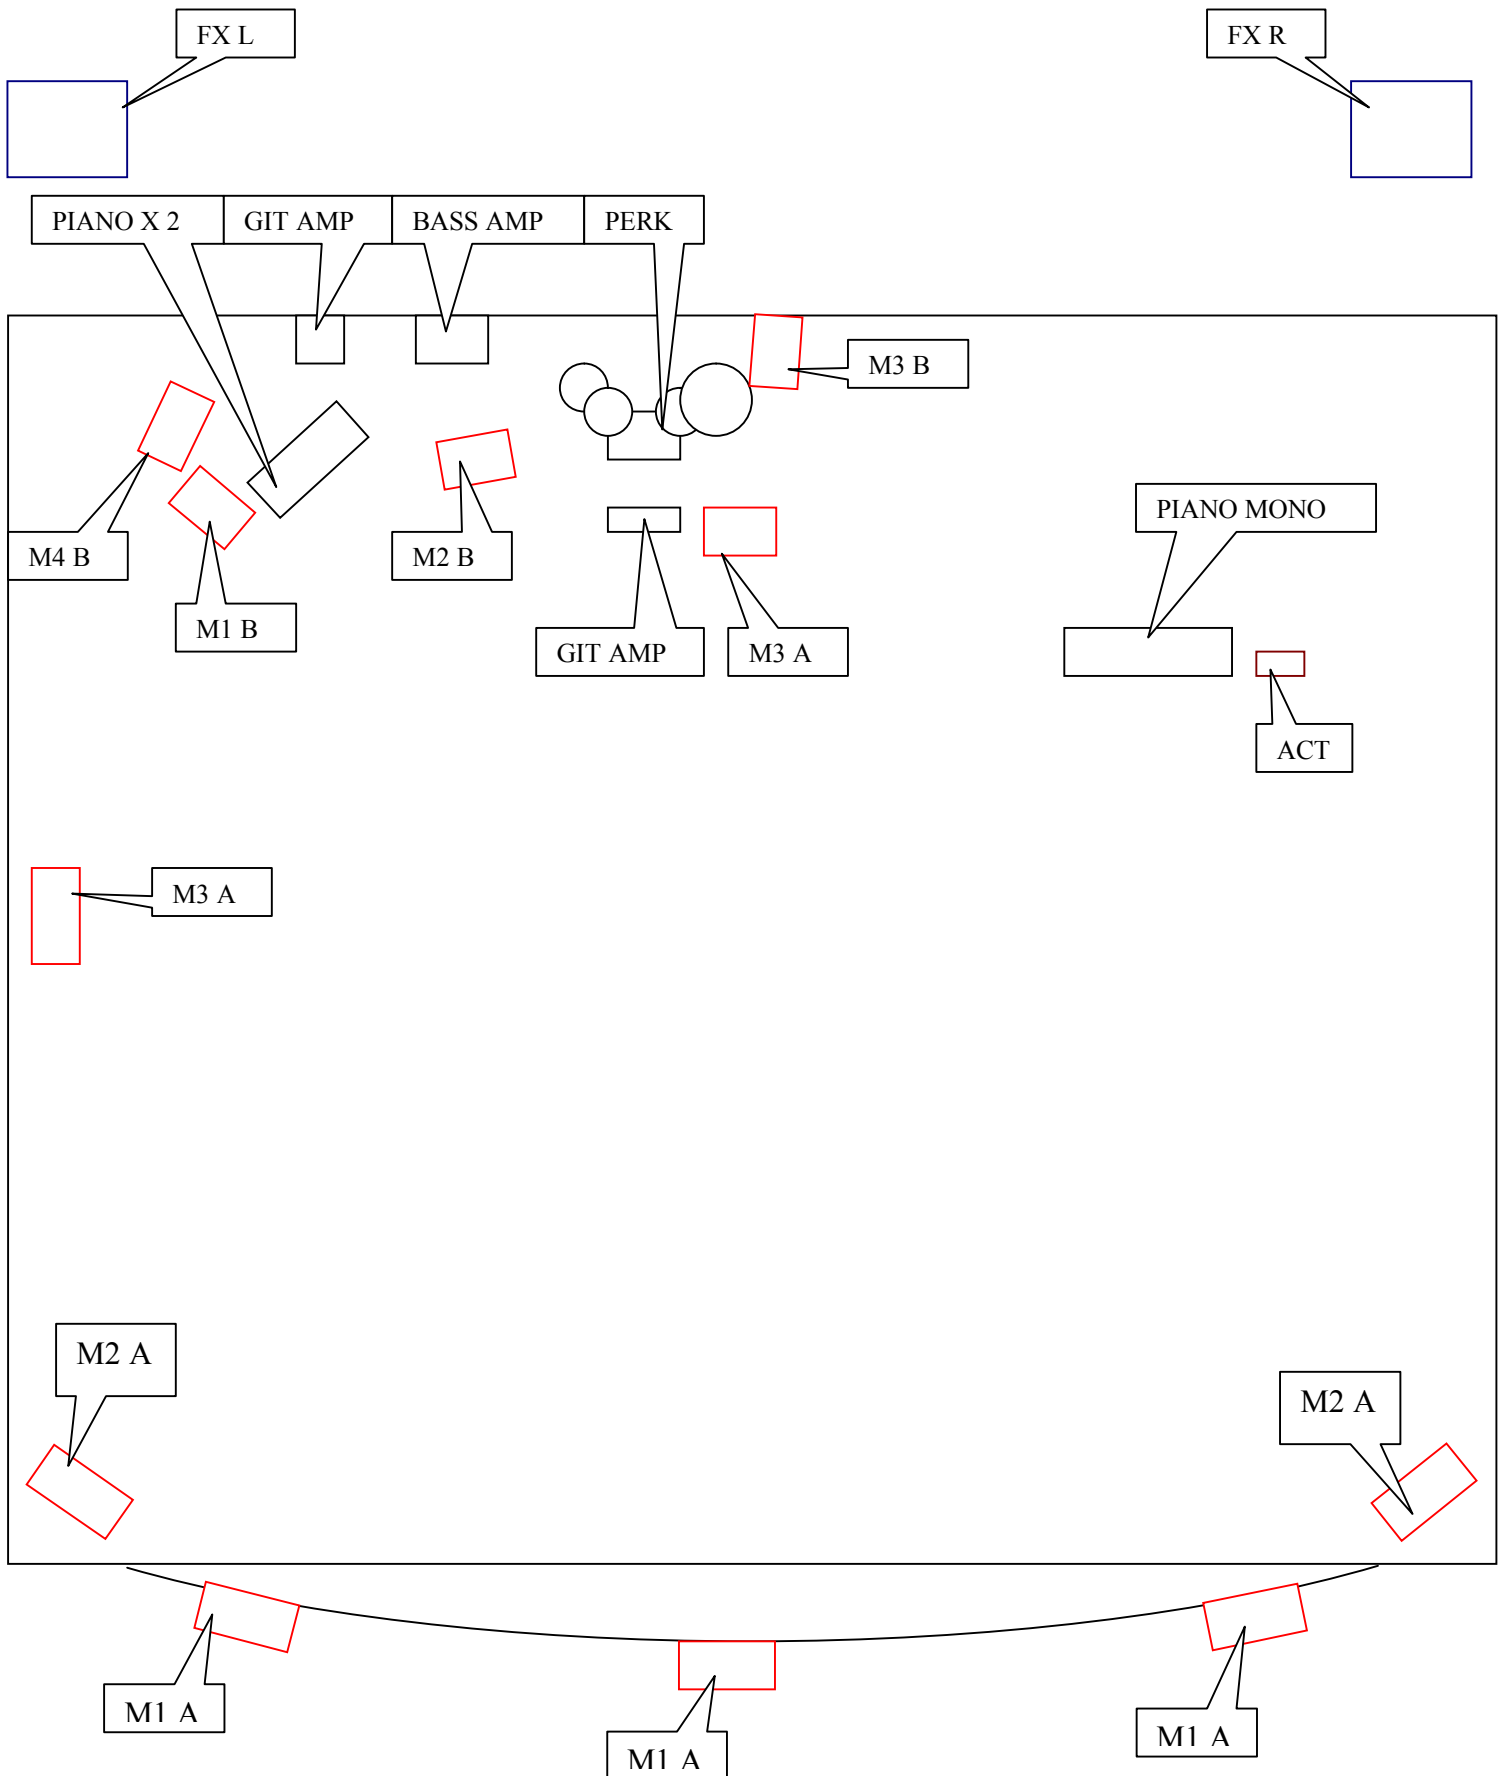 FX L
FX R
PIANO X 2
GIT AMP
BASS AMP
PERK
M3 B
PIANO MONO
M4 B
M2 B
M1 B
GIT AMP
M3 A
ACT
M3 A
M2 A
M2 A
M1 A
M1 A
M1 A